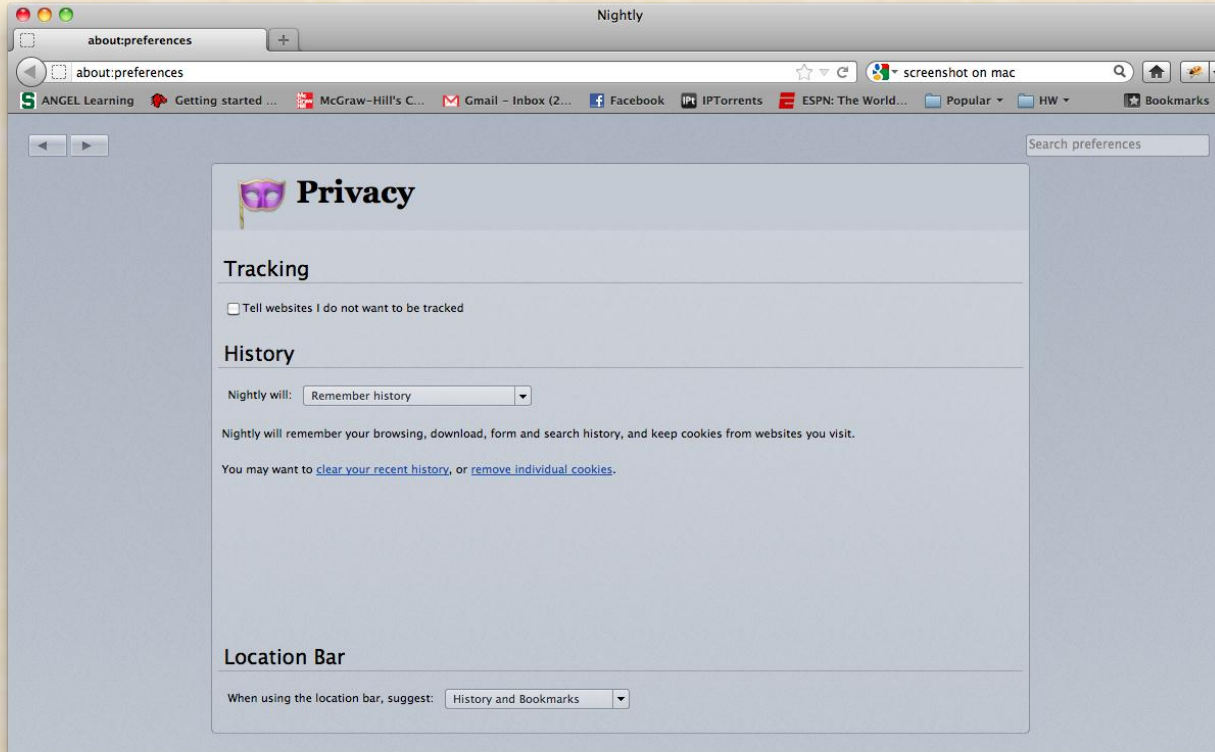 Nightly
about:preferences
about:preferences screenshot on mac
ANGEL Learning Getting started ... McGraw-Hill's C... Gmail - Inbox (2... Facebook IPTorrents ESPN: The World... Popular HW Bookmarks
Search preferences
Privacy
Tracking
Tell websites I do not want to be tracked
History
Nightly will: Remember history
Nightly will remember your browsing, download, form and search history, and keep cookies from websites you visit.
You may want to clear your recent history, or remove individual cookies.
Location Bar
When using the location bar, suggest: History and Bookmarks